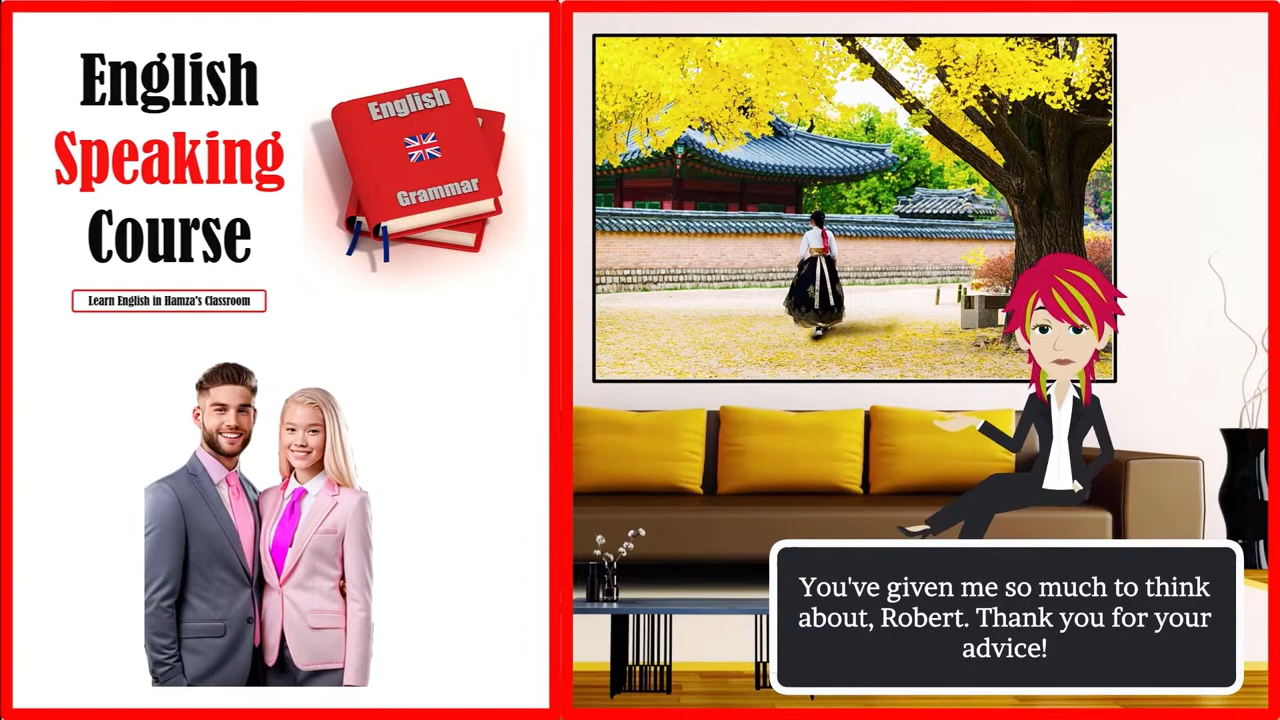 English
Speaking
Course
Learn English in Hamza's Classroom
English
Grammar
You've given me so much to think
about, Robert. Thank you for your
advice!